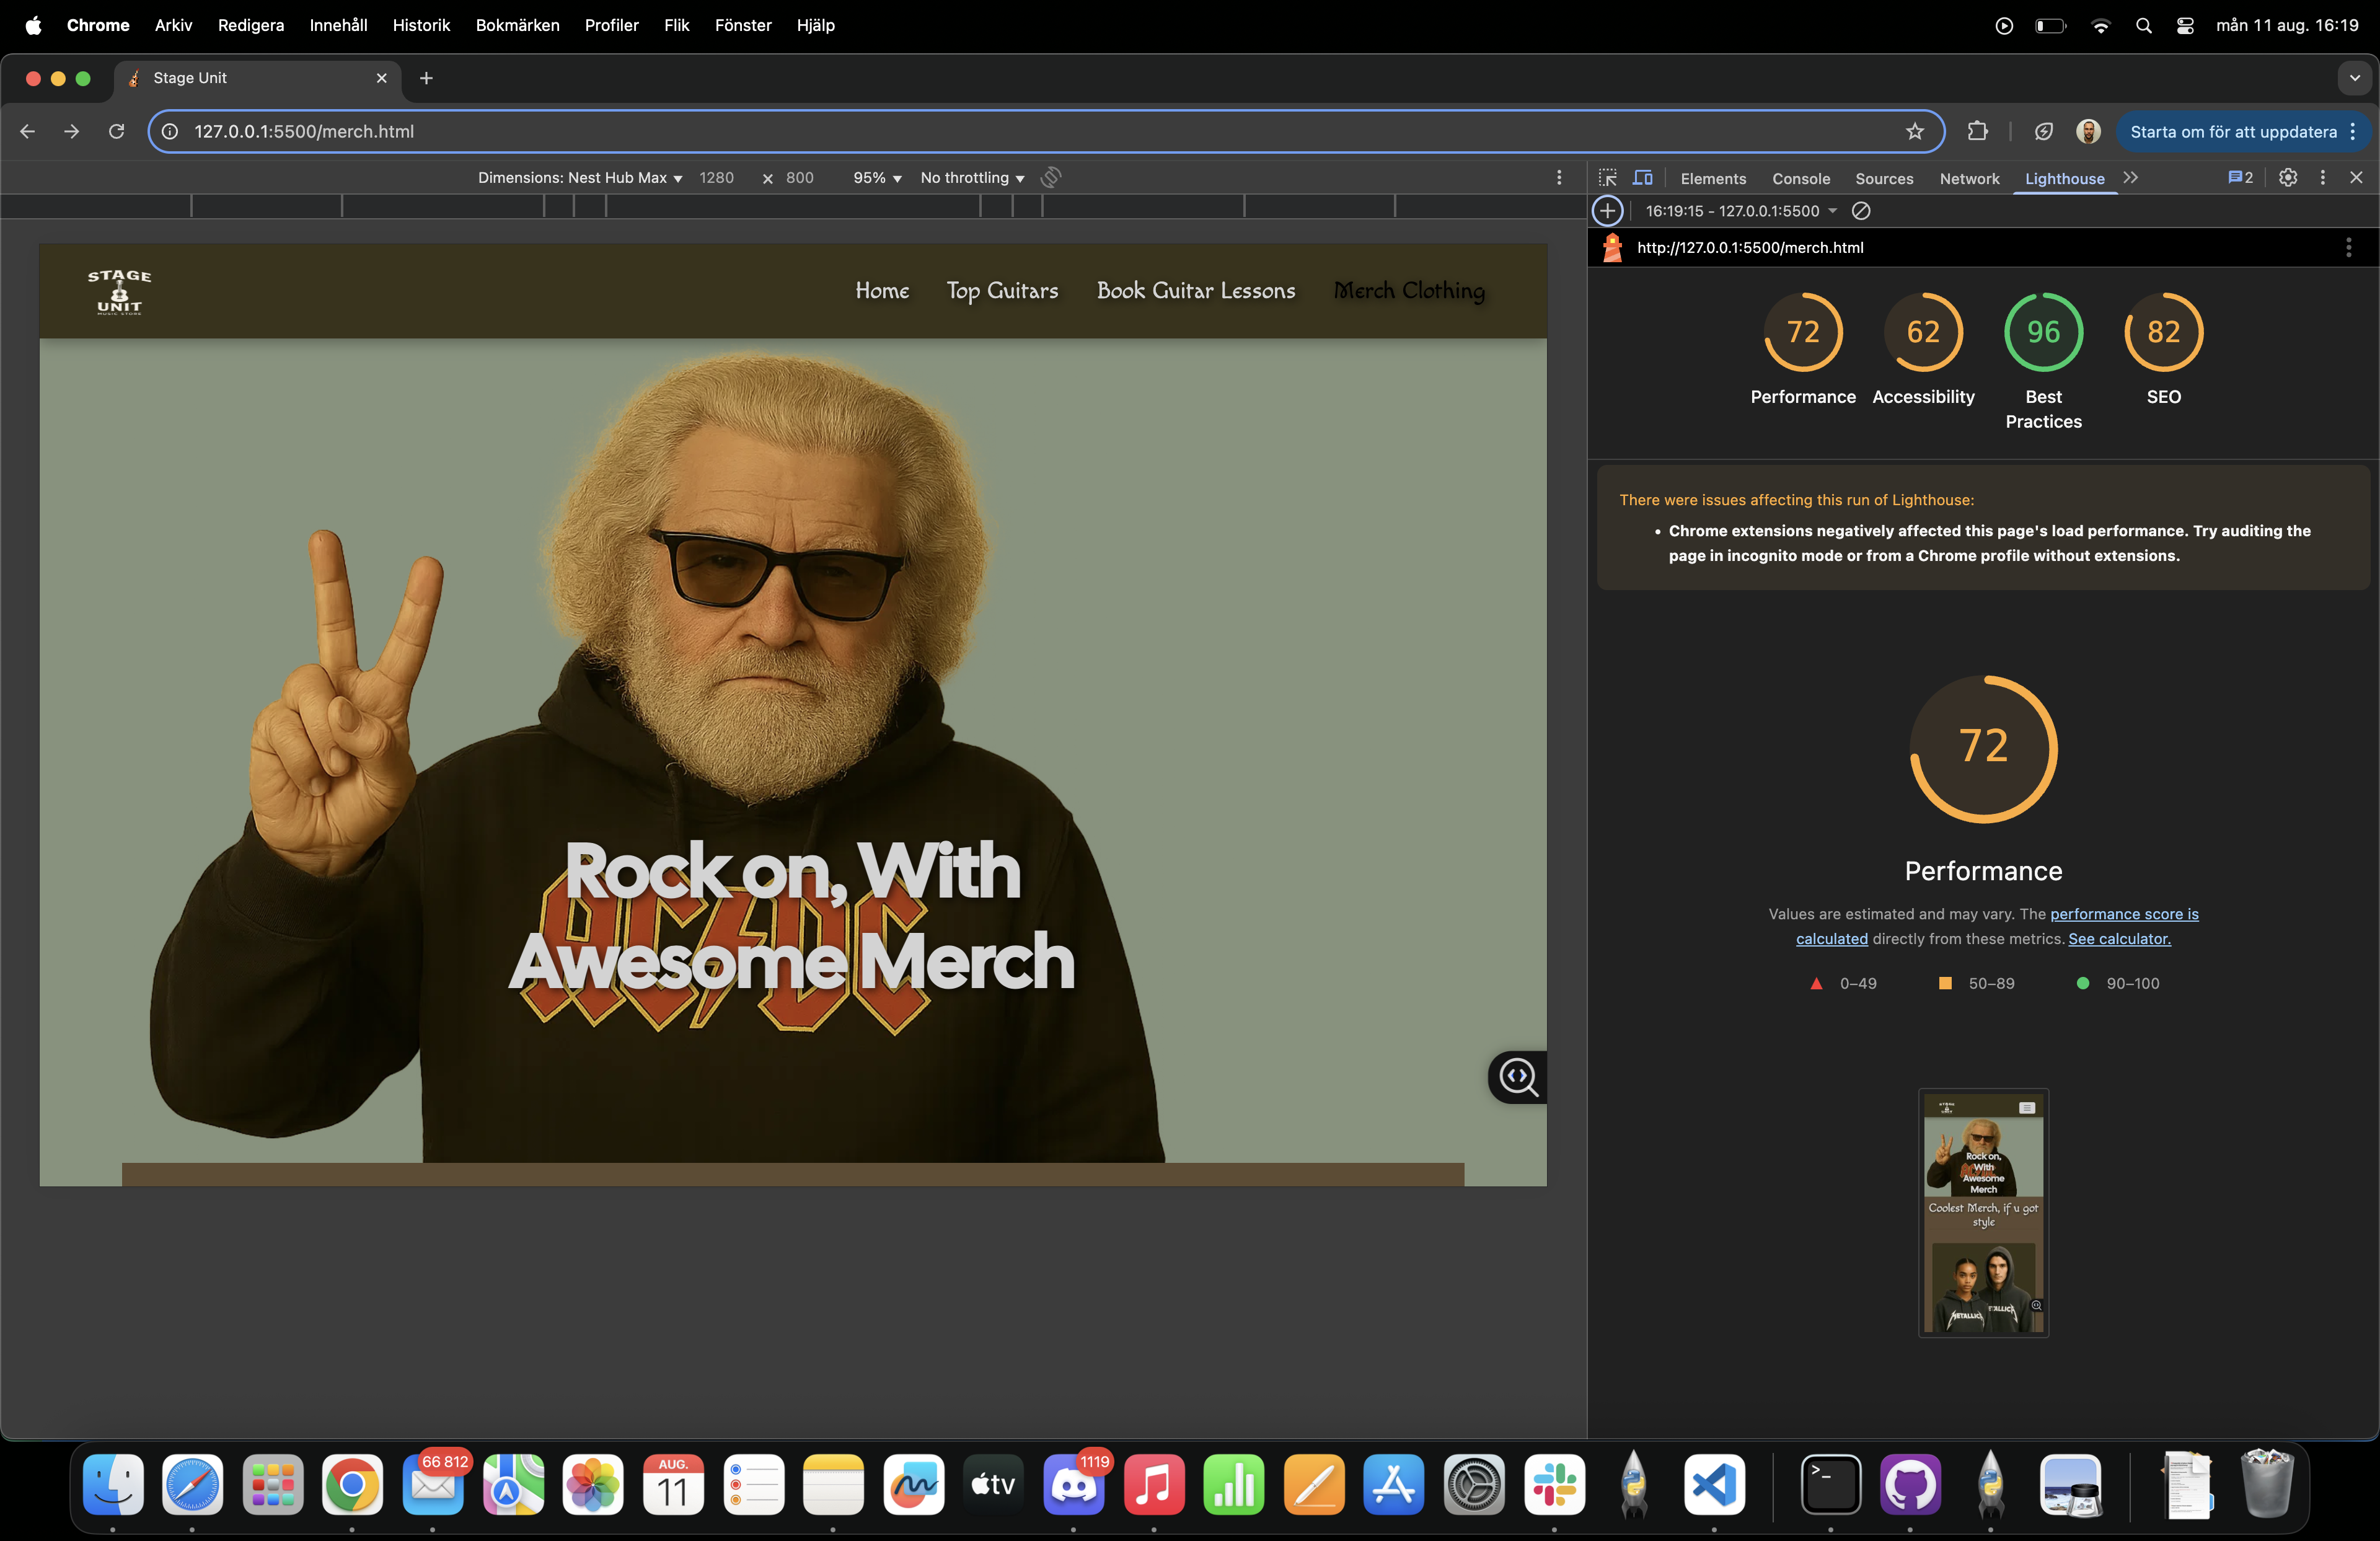 Chrome Arkiv Redigera Innehåll Historik Bokmärken Profiler Flik Fönster Hjälp mån 11 aug. 16:19
Stage Unit
127.0.0.1:5500/merch.html Starta om för att uppdatera
Dimensions: Nest Hub Max 1280 × 800 95% No throttling
Elements Console Sources Network Lighthouse 2
16:19:15 - 127.0.0.1:5500
http://127.0.0.1:5500/merch.html
STAGE
UNIT
MUSIC STORE
Home Top Guitars Book Guitar Lessons Merch Clothing
AC/DC
Rock on, With
Awesome Merch
72 62 96 82
Performance Accessibility Best SEO
Practices
There were issues affecting this run of Lighthouse:
• Chrome extensions negatively affected this page's load performance. Try auditing the
page in incognito mode or from a Chrome profile without extensions.
72
Performance
Values are estimated and may vary. The performance score is
calculated directly from these metrics. See calculator.
0–49 50–89 90–100
STAGE
UNIT
Rock on,
With
Awesome
Merch
Coolest Merch, if u got
style
METALLICA
66 812
AUG.
11
tv
1119
>_